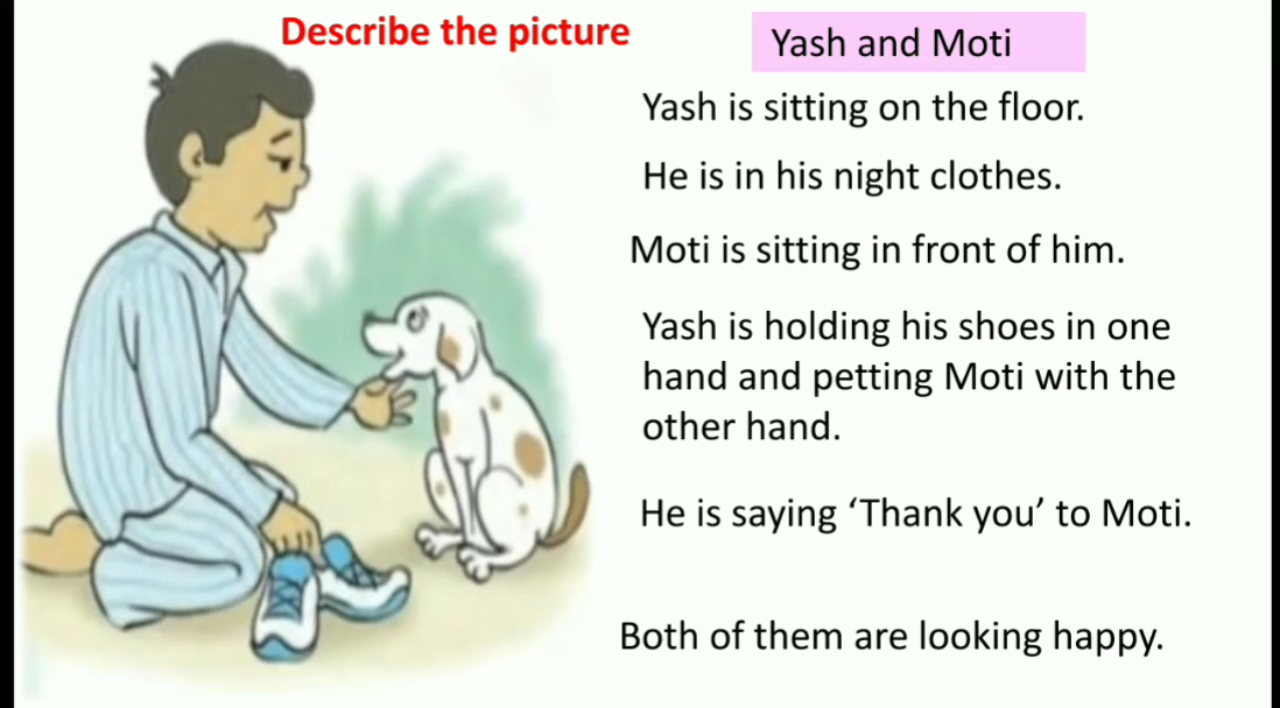 Describe the picture
Yash and Moti
Yash is sitting on the floor.
He is in his night clothes.
Moti is sitting in front of him.
Yash is holding his shoes in one
hand and petting Moti with the
other hand.
He is saying ‘Thank you’ to Moti.
Both of them are looking happy.